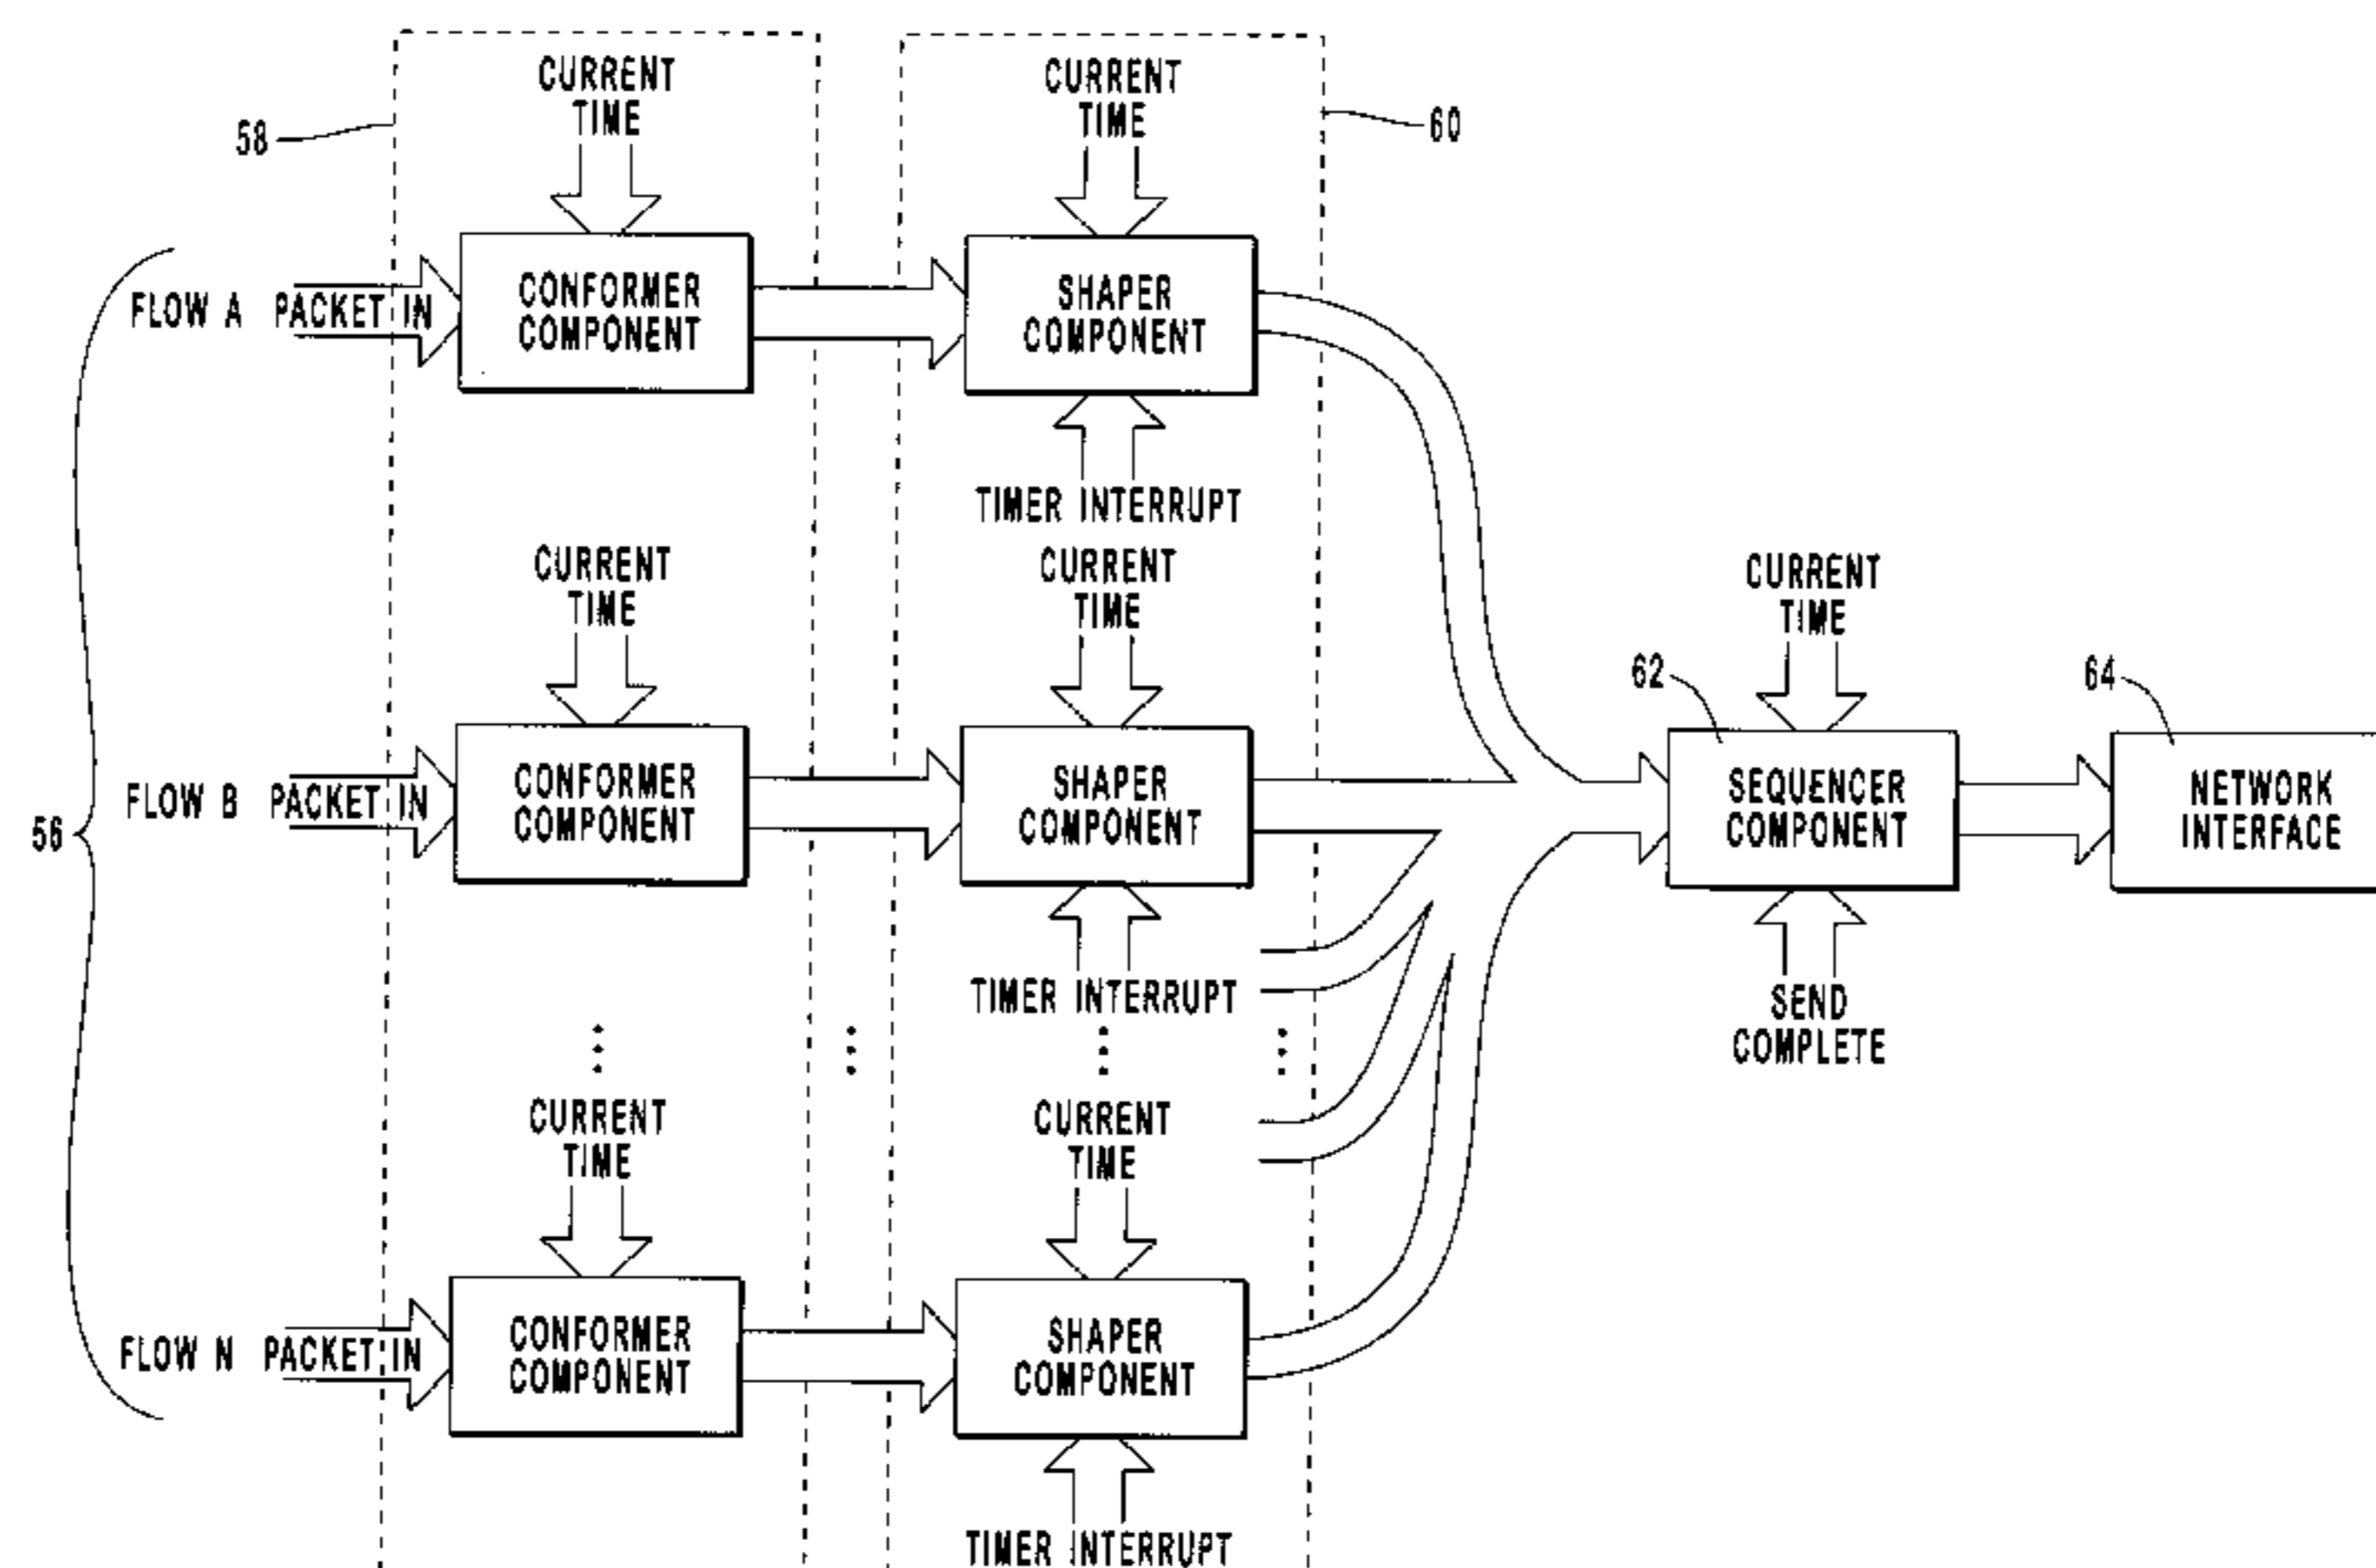 CURRENT
TIME
CURRENT
TIME
58
60
FLOW A PACKET IN
CONFORMER
COMPONENT
SHAPER
COMPONENT
TIMER INTERRUPT
CURRENT
TIME
CURRENT
TIME
CURRENT
TIME
62
64
56
FLOW B PACKET IN
CONFORMER
COMPONENT
SHAPER
COMPONENT
SEQUENCER
COMPONENT
NETWORK
INTERFACE
TIMER INTERRUPT
SEND
COMPLETE
CURRENT
TIME
CURRENT
TIME
FLOW N PACKET IN
CONFORMER
COMPONENT
SHAPER
COMPONENT
TIMER INTERRUPT